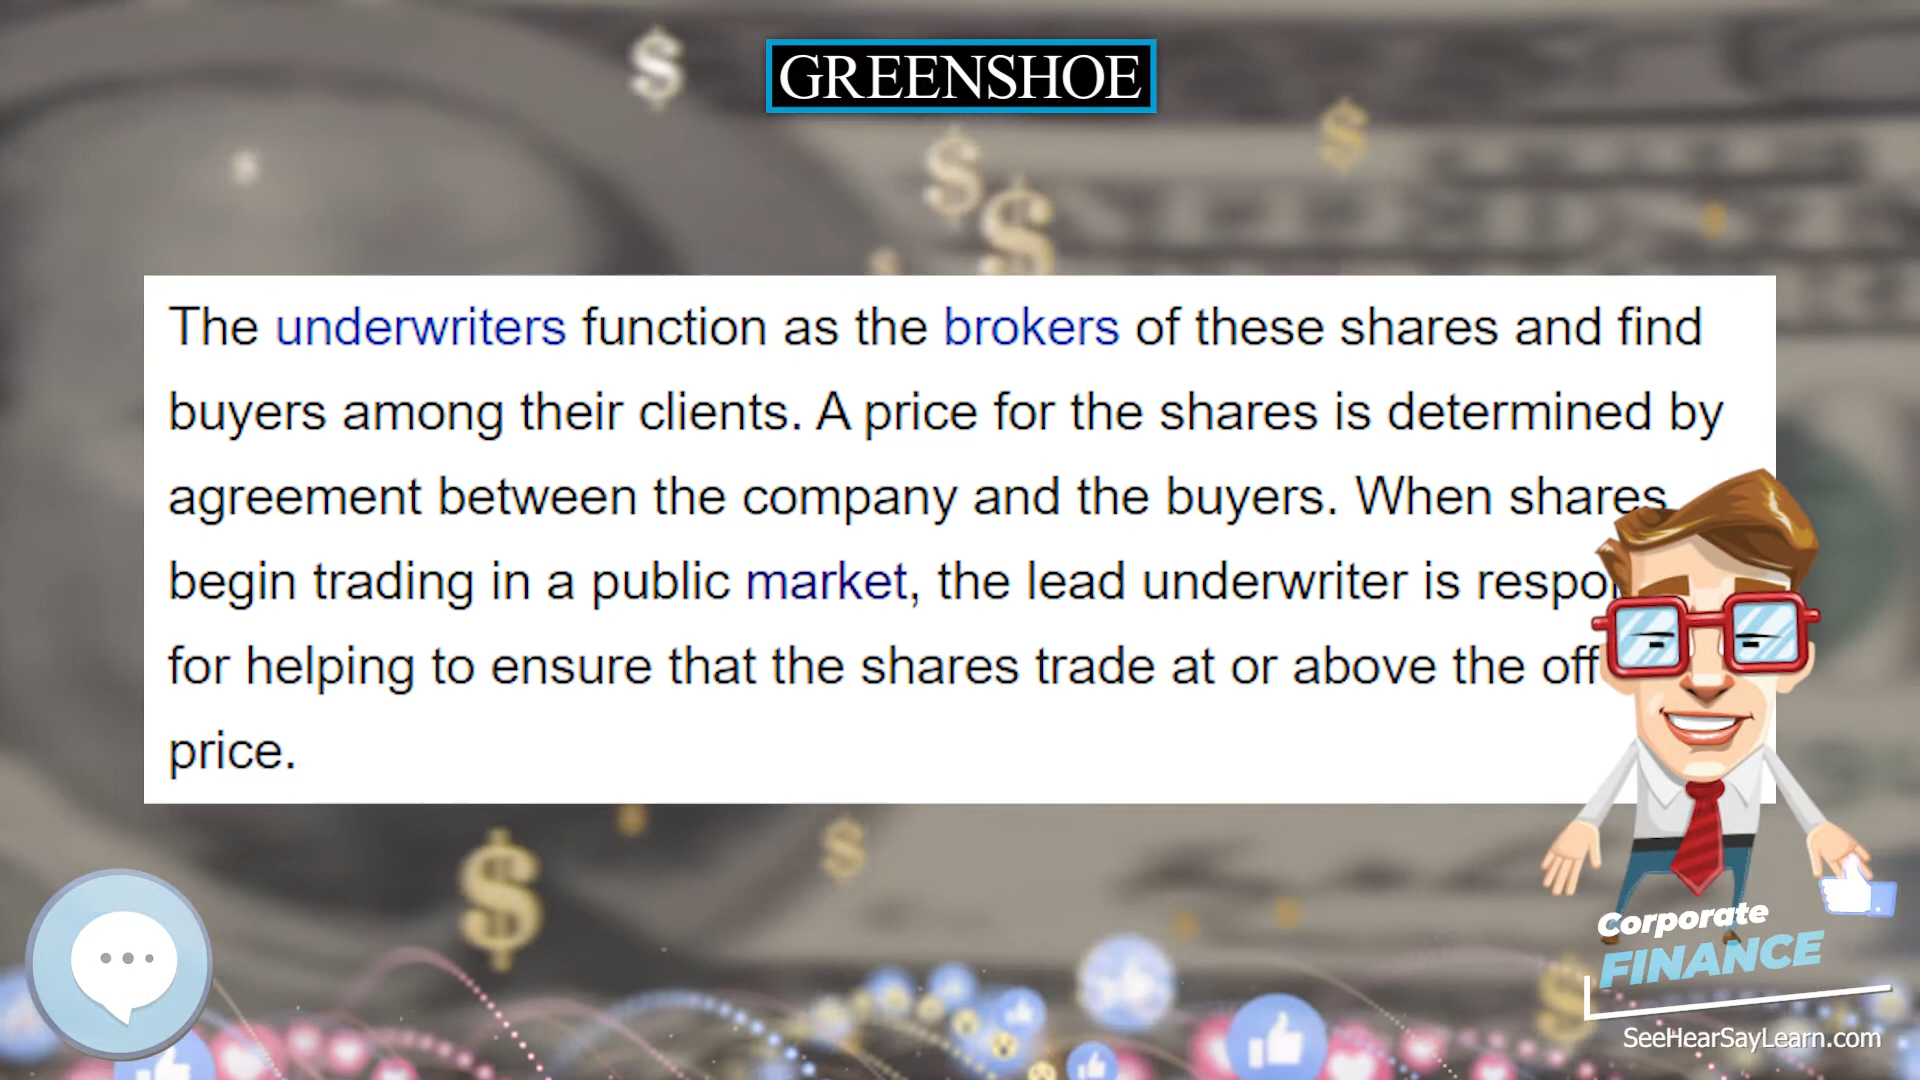 GREENSHOE
The underwriters function as the brokers of these shares and find
buyers among their clients. A price for the shares is determined by
agreement between the company and the buyers. When shares
begin trading in a public market, the lead underwriter is
for helping to ensure that the shares trade at or above the
price.
Corporate
FINANCE
SeeHearSayLearn.com